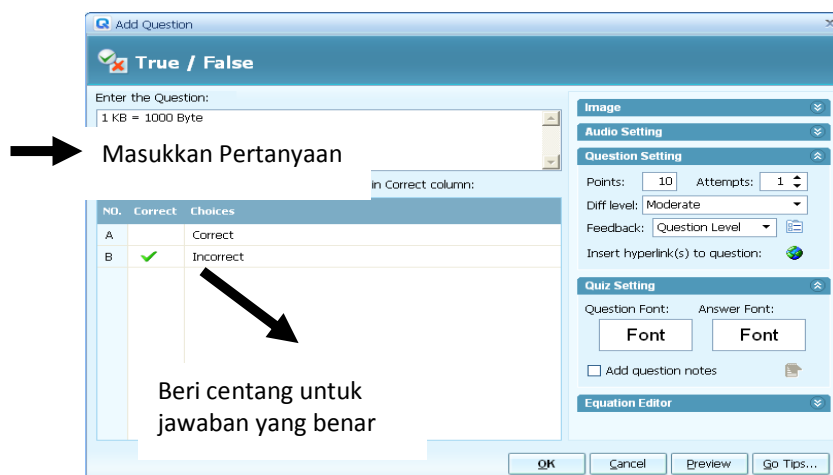 Add Question
True / False
Enter the Question:
1 KB = 1000 Byte
Masukkan Pertanyaan
in Correct column:
NO. Correct Choices
A Correct
B Incorrect
Beri centang untuk
jawaban yang benar
Image
Audio Setting
Question Setting
Points: 10 Attempts: 1
Diff level: Moderate
Feedback: Question Level
Insert hyperlink(s) to question:
Quiz Setting
Question Font: Answer Font:
Font Font
Add question notes
Equation Editor
OK Cancel Preview Go Tips...